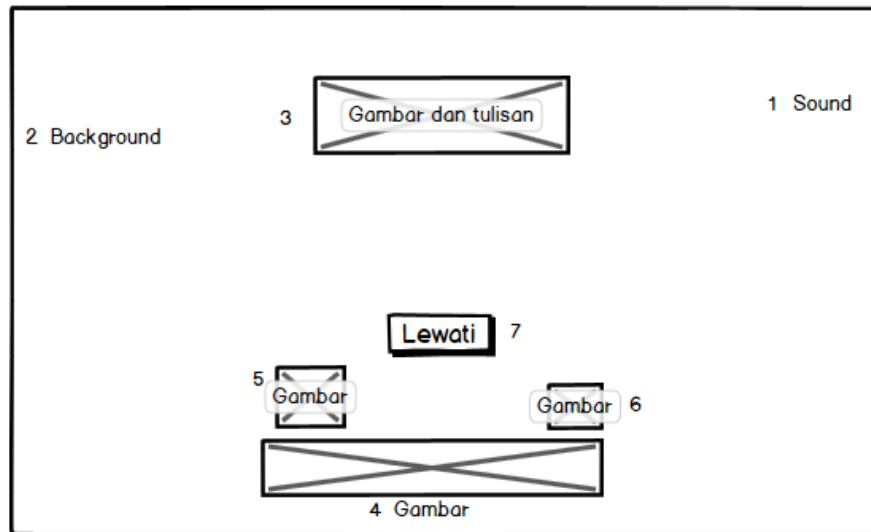 1 Sound
3 Gambar dan tulisan
2 Background
Lewati 7
5 Gambar
Gambar 6
4 Gambar